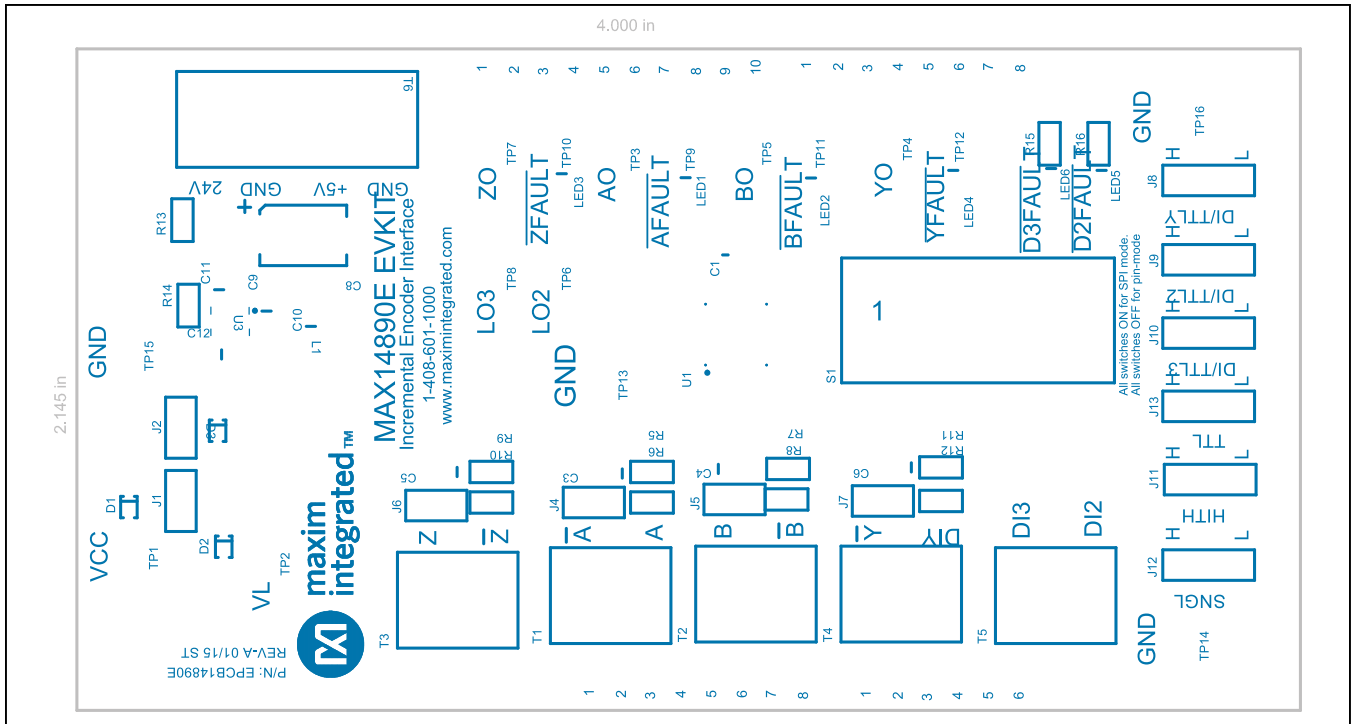 4.000 in
2.145 in
T6
1 2 3 4 5 6 7 8 9 10
1 2 3 4 5 6 7 8
24V
GND
+5V
GND
+
R13
R14
C11
C9
C8
C12
U3
C10
L1
GND
TP15
MAX14890E EVKIT
Incremental Encoder Interface
1-408-601-1000
www.maximintegrated.com
ZO
TP7
ZFAULT
TP10
LED3
AO
TP3
AFAULT
TP9
LED1
BO
TP5
BFAULT
TP11
LED2
YO
TP4
YFAULT
TP12
LED4
R15
D3FAULT
LED6
R16
D2FAULT
LED5
GND
TP16
LO3
TP8
LO2
TP6
GND
TP13
C1
U1
S1
1
All switches ON for SPI mode.
All switches OFF for pin-mode
J8
H
L
DI/TTLY
J9
H
L
DI/TTL2
J10
H
L
DI/TTL3
J13
H
L
TTL
J11
H
L
HITH
J12
H
L
SNGL
GND
TP14
J2
D3
J1
D1
D2
VCC
TP1
VL
TP2
maxim
integrated™
P/N: EPCB14890E
REV-A 01/15 ST
R9
R10
C5
J6
Z
Z
T3
R5
R6
C3
J4
A
A
T1
R7
R8
C4
J5
B
B
T2
R11
R12
C6
J7
Y
DIY
T4
DI3
DI2
T5
1 2 3 4 5 6 7 8
1 2 3 4 5 6